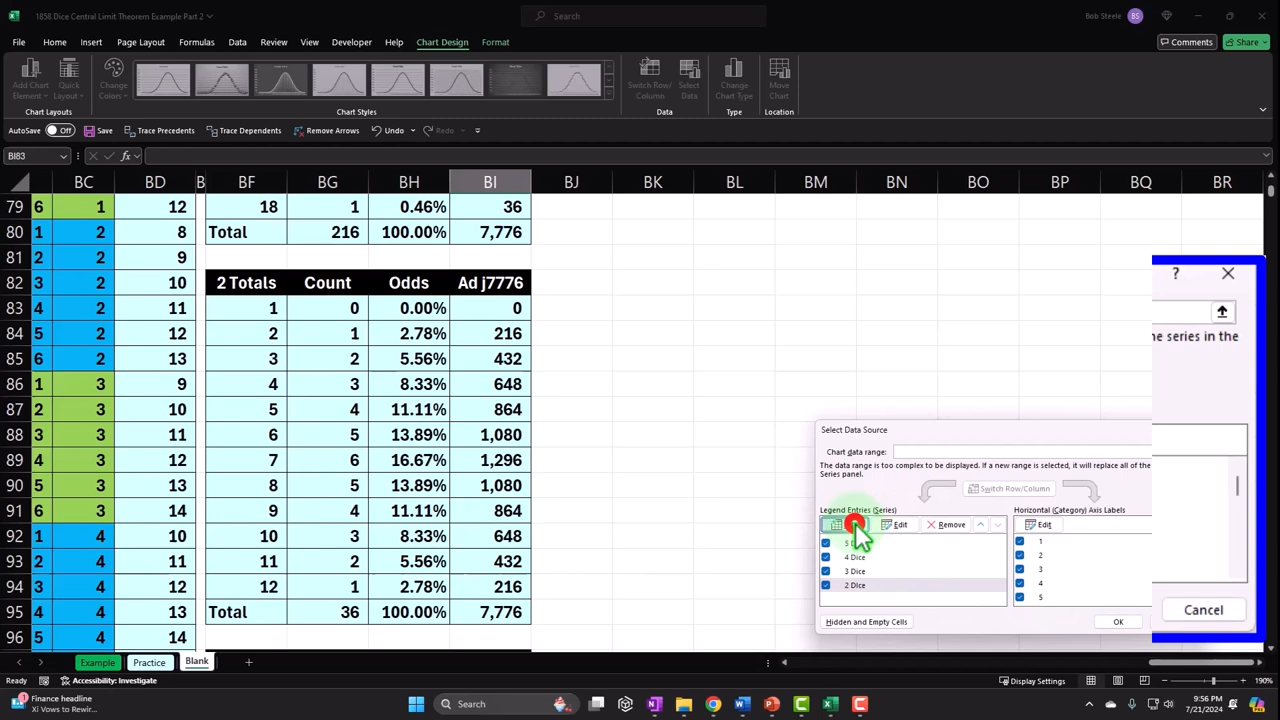 1858 Dice Central Limit Theorem Example Part 2
Search
Bob Steele BS
File Home Insert Page Layout Formulas Data Review View Developer Help Chart Design Format
Comments Share
Add Chart Element
Quick Layout
Change Colors
Switch Row/ Column
Select Data
Change Chart Type
Move Chart
Chart Layouts Chart Styles Data Type Location
AutoSave Off Save Trace Precedents Trace Dependents Remove Arrows Undo Redo
BI83 fx
BC BD B BF BG BH BI BJ BK BL BM BN BO BP BQ BR
79 6 1 12 18 1 0.46% 36
80 1 2 8 Total 216 100.00% 7,776
81 2 2 9
82 3 2 10 2 Totals Count Odds Ad j7776
83 4 2 11 1 0 0.00% 0
84 5 2 12 2 1 2.78% 216
85 6 2 13 3 2 5.56% 432
86 1 3 9 4 3 8.33% 648
87 2 3 10 5 4 11.11% 864
88 3 3 11 6 5 13.89% 1,080
89 4 3 12 7 6 16.67% 1,296
90 5 3 13 8 5 13.89% 1,080
91 6 3 14 9 4 11.11% 864
92 1 4 10 10 3 8.33% 648
93 2 4 11 11 2 5.56% 432
94 3 4 12 12 1 2.78% 216
95 4 4 13 Total 36 100.00% 7,776
96 5 4 14
?
he series in the
Cancel
Select Data Source
Chart data range:
The data range is too complex to be displayed. If a new range is selected, it will replace all of the
Series panel.
Switch Row/Column
Legend Entries (Series) Horizontal (Category) Axis Labels
Edit Remove Edit
5 1
4 Dice 2
3 Dice 3
2 Dice 4
5
Hidden and Empty Cells OK
Example Practice Blank
Ready Accessibility: Investigate Display Settings 190%
1 Finance headline
Xi Vows to Rewir...
Search
9:56 PM
7/21/2024